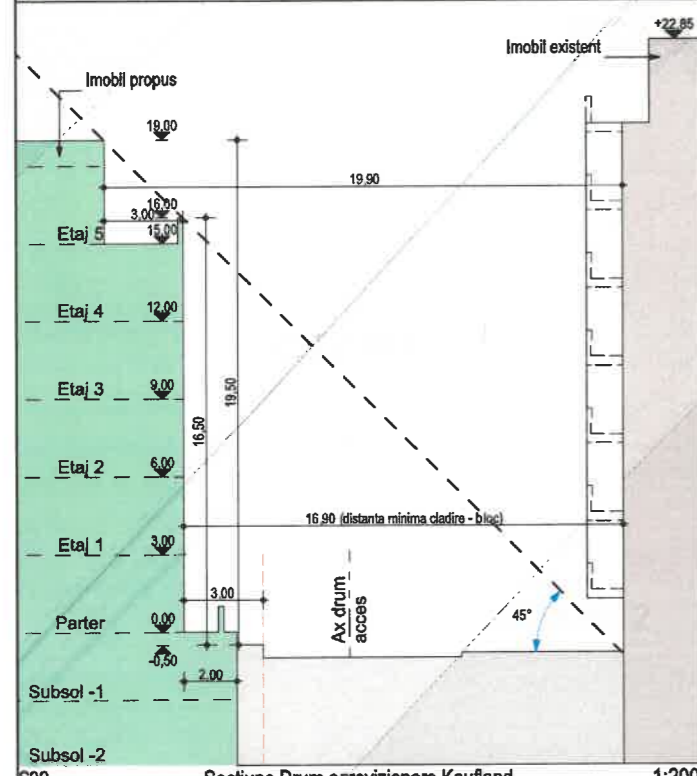 +22,85
Imobil existent
Imobil propus
19,00
19,90
16,00
3.00
15,00
Etaj 5
Etaj 4
12,00
Etaj 3
9,00
19,50
16,50
Etaj 2
6,00
16,90 (distanta minima cladire - bloc)
Etaj 1
3,00
3.00
Ax drum
acces
45°
Parter
0,00
-0,50
2.00
Subsol -1
Subsol -2
Sectiune Drum aprovizionare Kaufland
1:200